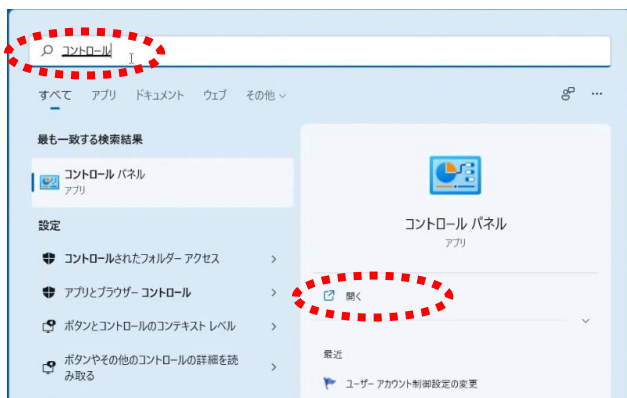 コントロール
すべて アプリ ドキュメント ウェブ その他
最も一致する検索結果
コントロール パネル
アプリ
設定
コントロールされたフォルダー アクセス
アプリとブラウザー コントロール
ボタンとコントロールのコンテキスト レベル
ボタンやその他のコントロールの詳細を読
み取る
コントロール パネル
アプリ
開く
最近
ユーザー アカウント制御設定の変更